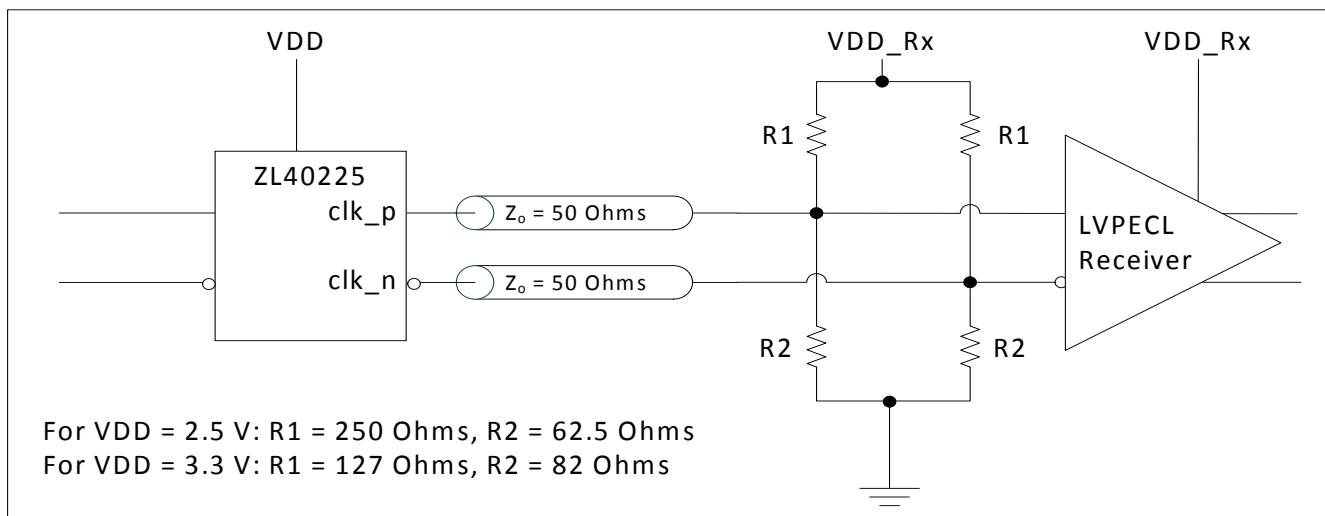 VDD
VDD_Rx
VDD_Rx
ZL40225
R1
R1
clk_p
Zo = 50 Ohms
LVPECL
Receiver
clk_n
Zo = 50 Ohms
R2
R2
For VDD = 2.5 V: R1 = 250 Ohms, R2 = 62.5 Ohms
For VDD = 3.3 V: R1 = 127 Ohms, R2 = 82 Ohms